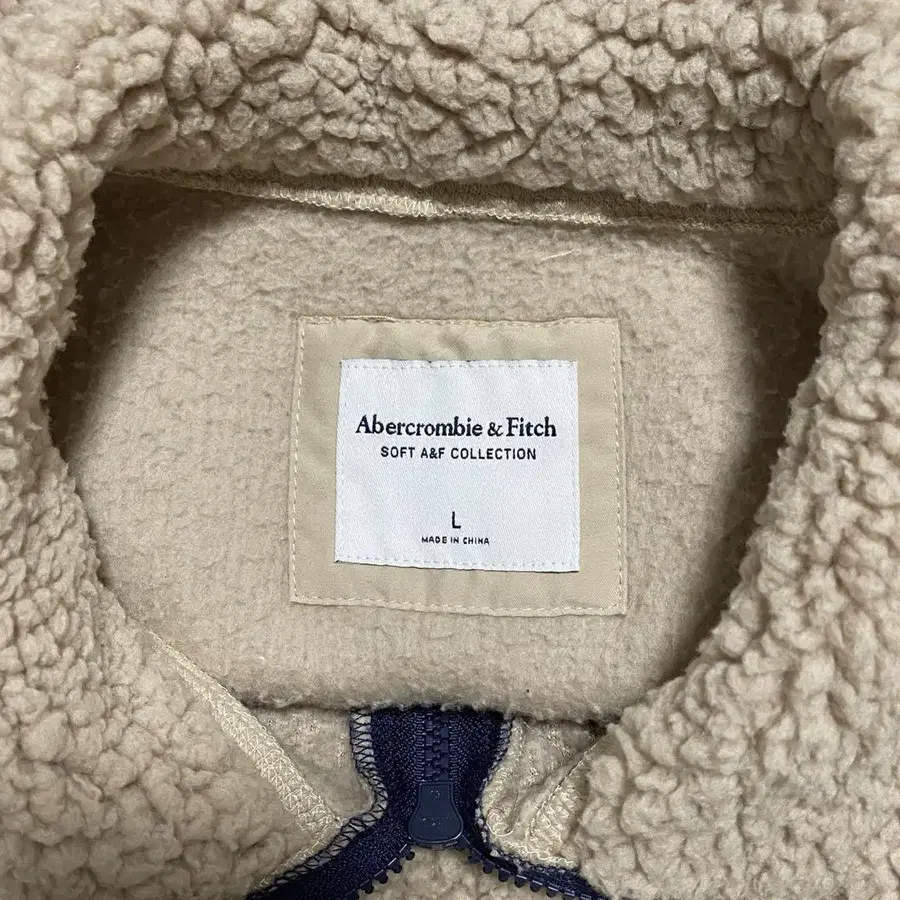 Abercrombie & Fitch
SOFT A&F COLLECTION
L
MADE IN CHINA